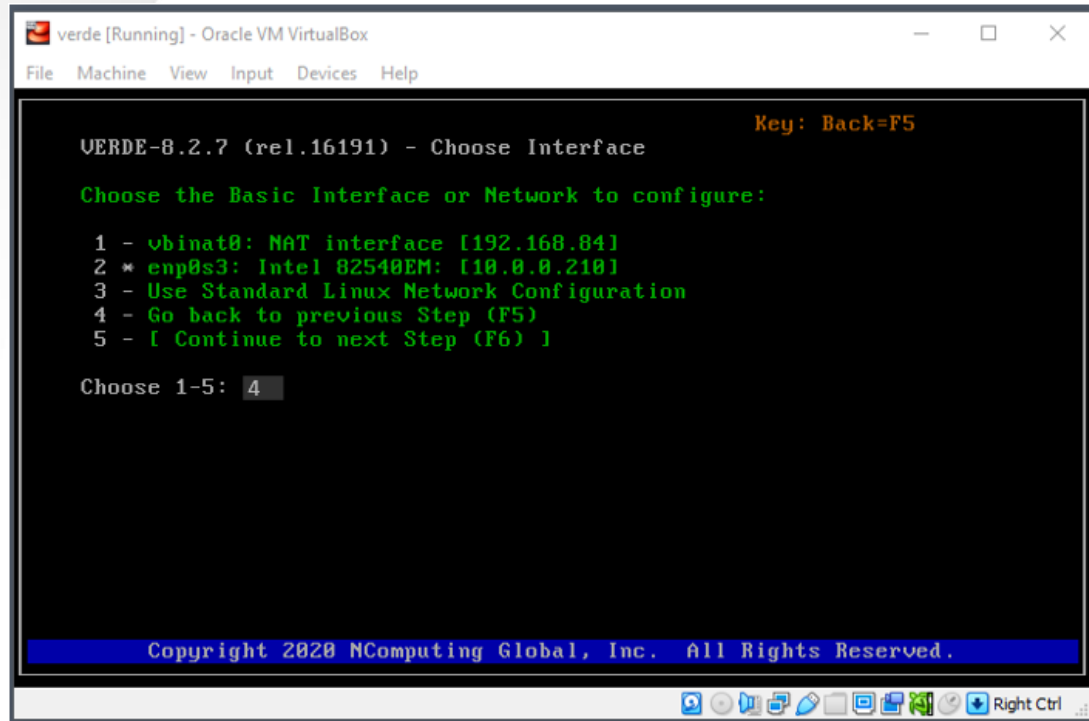 verde [Running] - Oracle VM VirtualBox
File Machine View Input Devices Help
Key: Back=F5
VERDE-8.2.7 (rel.16191) - Choose Interface
Choose the Basic Interface or Network to configure:
1 - vbinat0: NAT interface [192.168.84]
2 * enp0s3: Intel 82540EM: [10.0.0.210]
3 - Use Standard Linux Network Configuration
4 - Go back to previous Step (F5)
5 - [ Continue to next Step (F6) ]
Choose 1-5: 4
Copyright 2020 NComputing Global, Inc. All Rights Reserved.
Right Ctrl